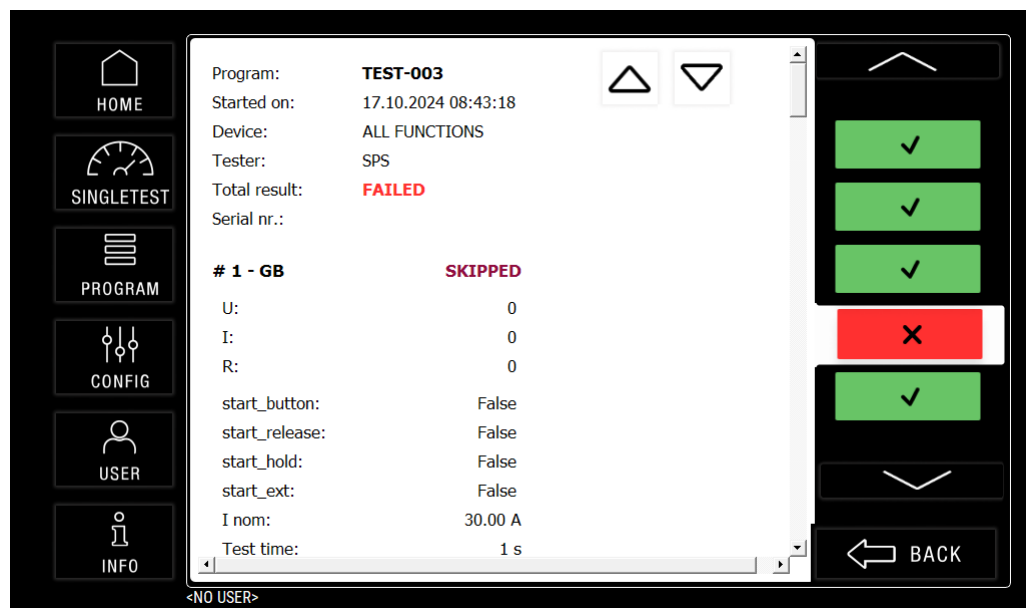 HOME
SINGLETEST
PROGRAM
CONFIG
USER
INFO
Program: TEST-003
Started on: 17.10.2024 08:43:18
Device: ALL FUNCTIONS
Tester: SPS
Total result: FAILED
Serial nr.:
# 1 - GB SKIPPED
U: 0
I: 0
R: 0
start_button: False
start_release: False
start_hold: False
start_ext: False
I nom: 30.00 A
Test time: 1 s
BACK
<NO USER>